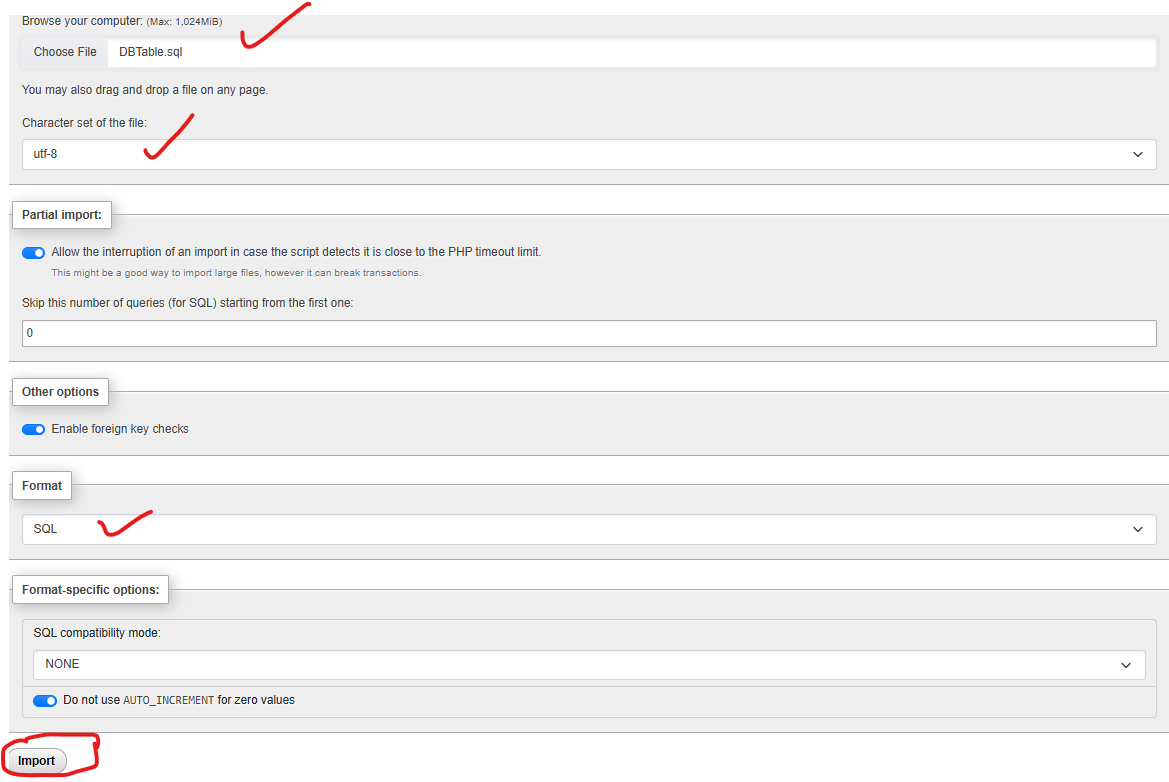 Browse your computer: (Max: 1,024MiB)
Choose File DBTable.sql
You may also drag and drop a file on any page.
Character set of the file:
utf-8
Partial import:
Allow the interruption of an import in case the script detects it is close to the PHP timeout limit.
This might be a good way to import large files, however it can break transactions.
Skip this number of queries (for SQL) starting from the first one:
0
Other options
Enable foreign key checks
Format
SQL
Format-specific options:
SQL compatibility mode:
NONE
Do not use AUTO_INCREMENT for zero values
Import